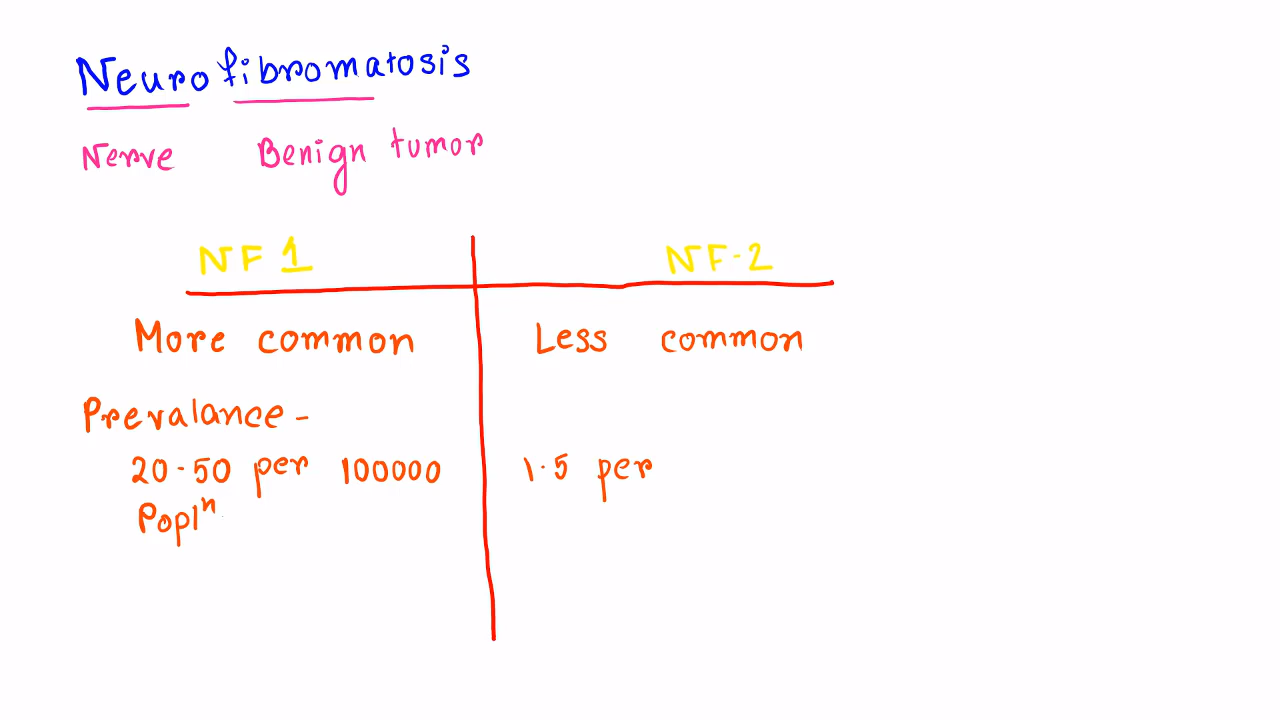 Neurofibromatosis
Nerve Benign tumor
NF 1 NF-2
More common Less common
Prevalance -
20-50 per 100000 1.5 per
Poplⁿ